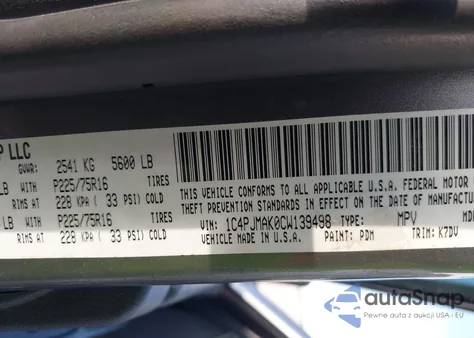 P LLC
GVWR: 2541 KG 5600 LB
LB WITH P225/75R16 TIRES
RIMS AT 228 KPA ( 33 PSI) COLD
LB WITH P225/75R16 TIRES
RIMS AT 228 KPA ( 33 PSI) COLD
THIS VEHICLE CONFORMS TO ALL APPLICABLE U.S.A. FEDERAL MOTOR
THEFT PREVENTION STANDARDS IN EFFECT ON THE DATE OF MANUFACTURE
VIN: 1C4PJMAK0CW139498 TYPE: MPV
VEHICLE MADE IN U.S.A. PAINT: PDM TRIM: K7DV
autoSnap
Pewne auta z aukcji USA i EU